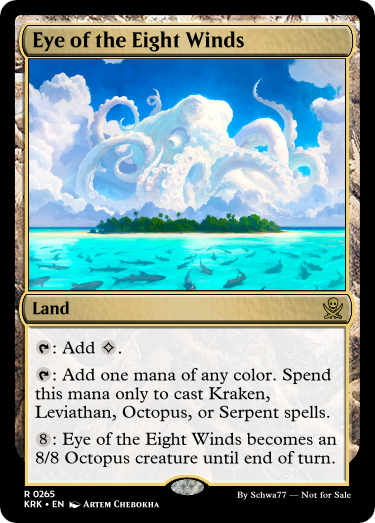 Eye of the Eight Winds
Land
: Add .
: Add one mana of any color. Spend
this mana only to cast Kraken,
Leviathan, Octopus, or Serpent spells.
8: Eye of the Eight Winds becomes an
8/8 Octopus creature until end of turn.
R 0265
KRK • EN Artem Chebokha
By Schwa77 — Not for Sale